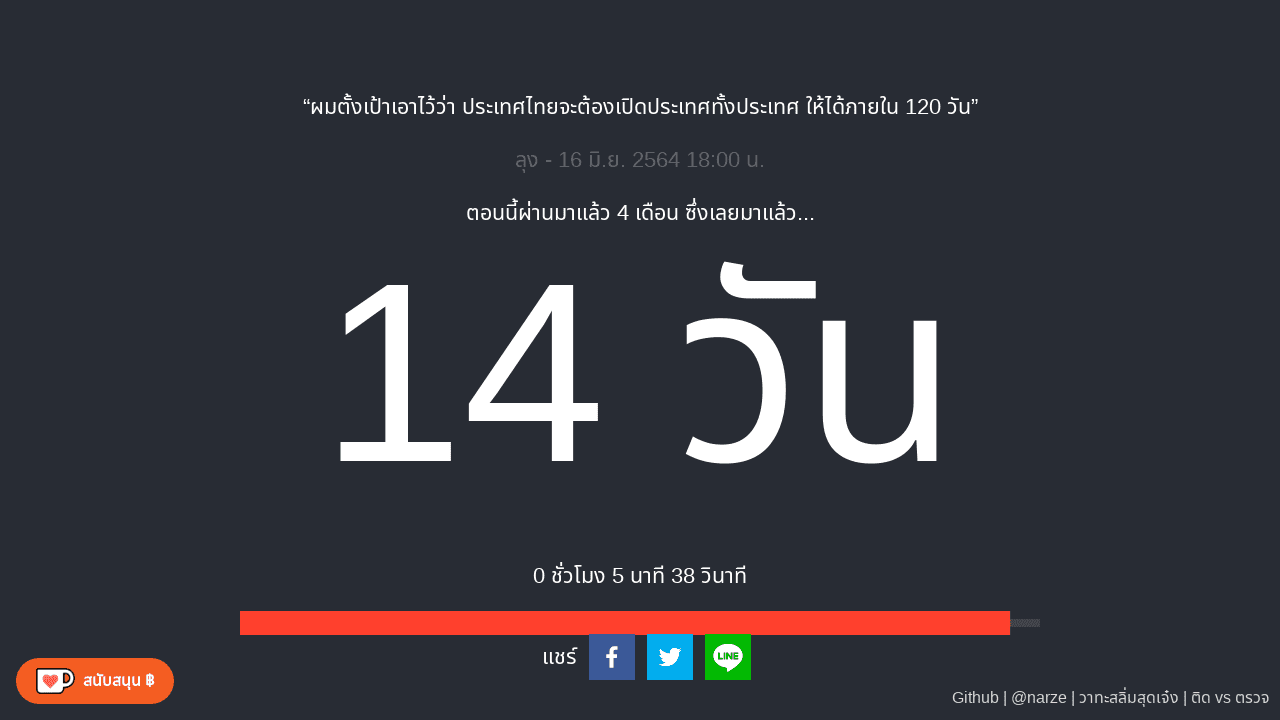 “ผมตั้งเป้าเอาไว้ว่า ประเทศไทยจะต้องเปิดประเทศทั้งประเทศ ให้ได้ภายใน 120 วัน”
ลุง - 16 มิ.ย. 2564 18:00 น.
ตอนนี้ผ่านมาแล้ว 4 เดือน ซึ่งเลยมาแล้ว...
14 วัน
0 ชั่วโมง 5 นาที 38 วินาที
แชร์
LINE
สนับสนุน ฿
Github | @narze | วาทะสลิ่มสุดเจ๋ง | ติด vs ตรวจ